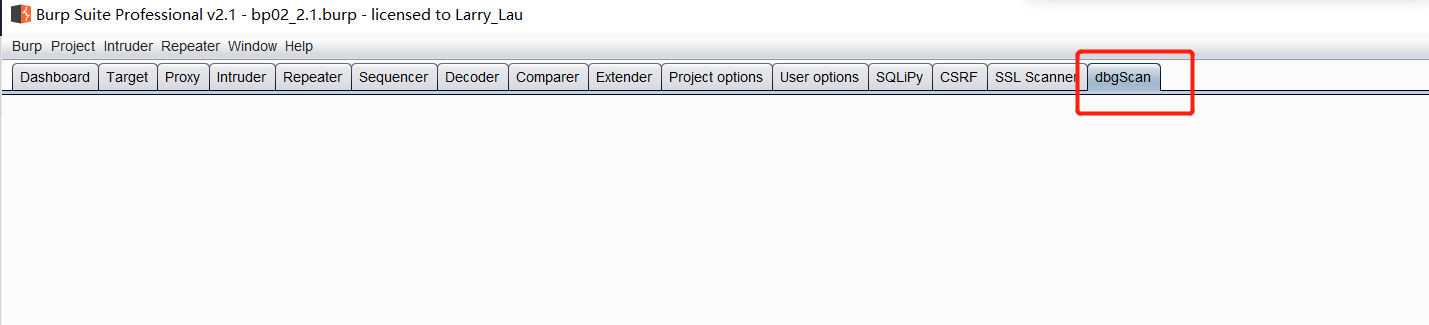 Burp Suite Professional v2.1 - bp02_2.1.burp - licensed to Larry_Lau
Burp Project Intruder Repeater Window Help
Dashboard Target Proxy Intruder Repeater Sequencer Decoder Comparer Extender Project options User options SQLiPy CSRF SSL Scanner dbgScan